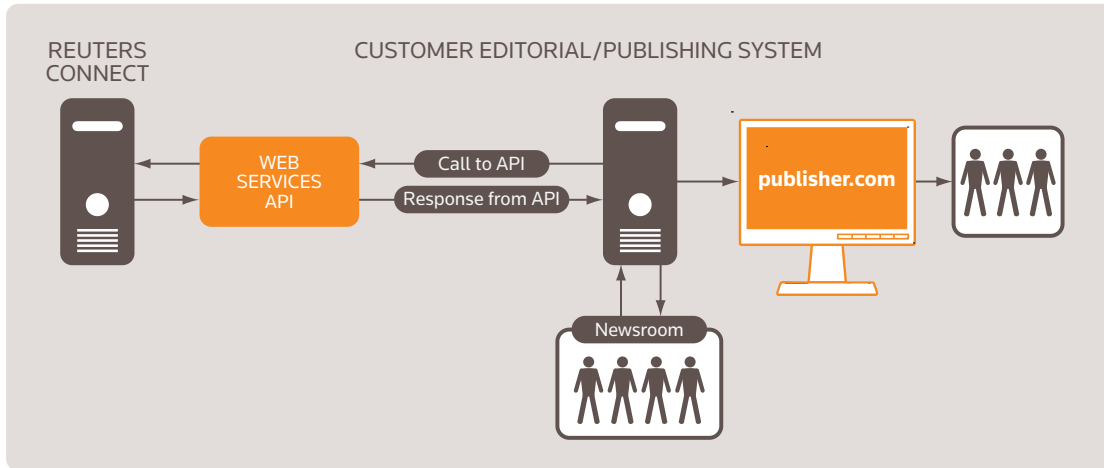 REUTERS
CONNECT
CUSTOMER EDITORIAL/PUBLISHING SYSTEM
WEB
SERVICES
API
Call to API
Response from API
publisher.com
Newsroom